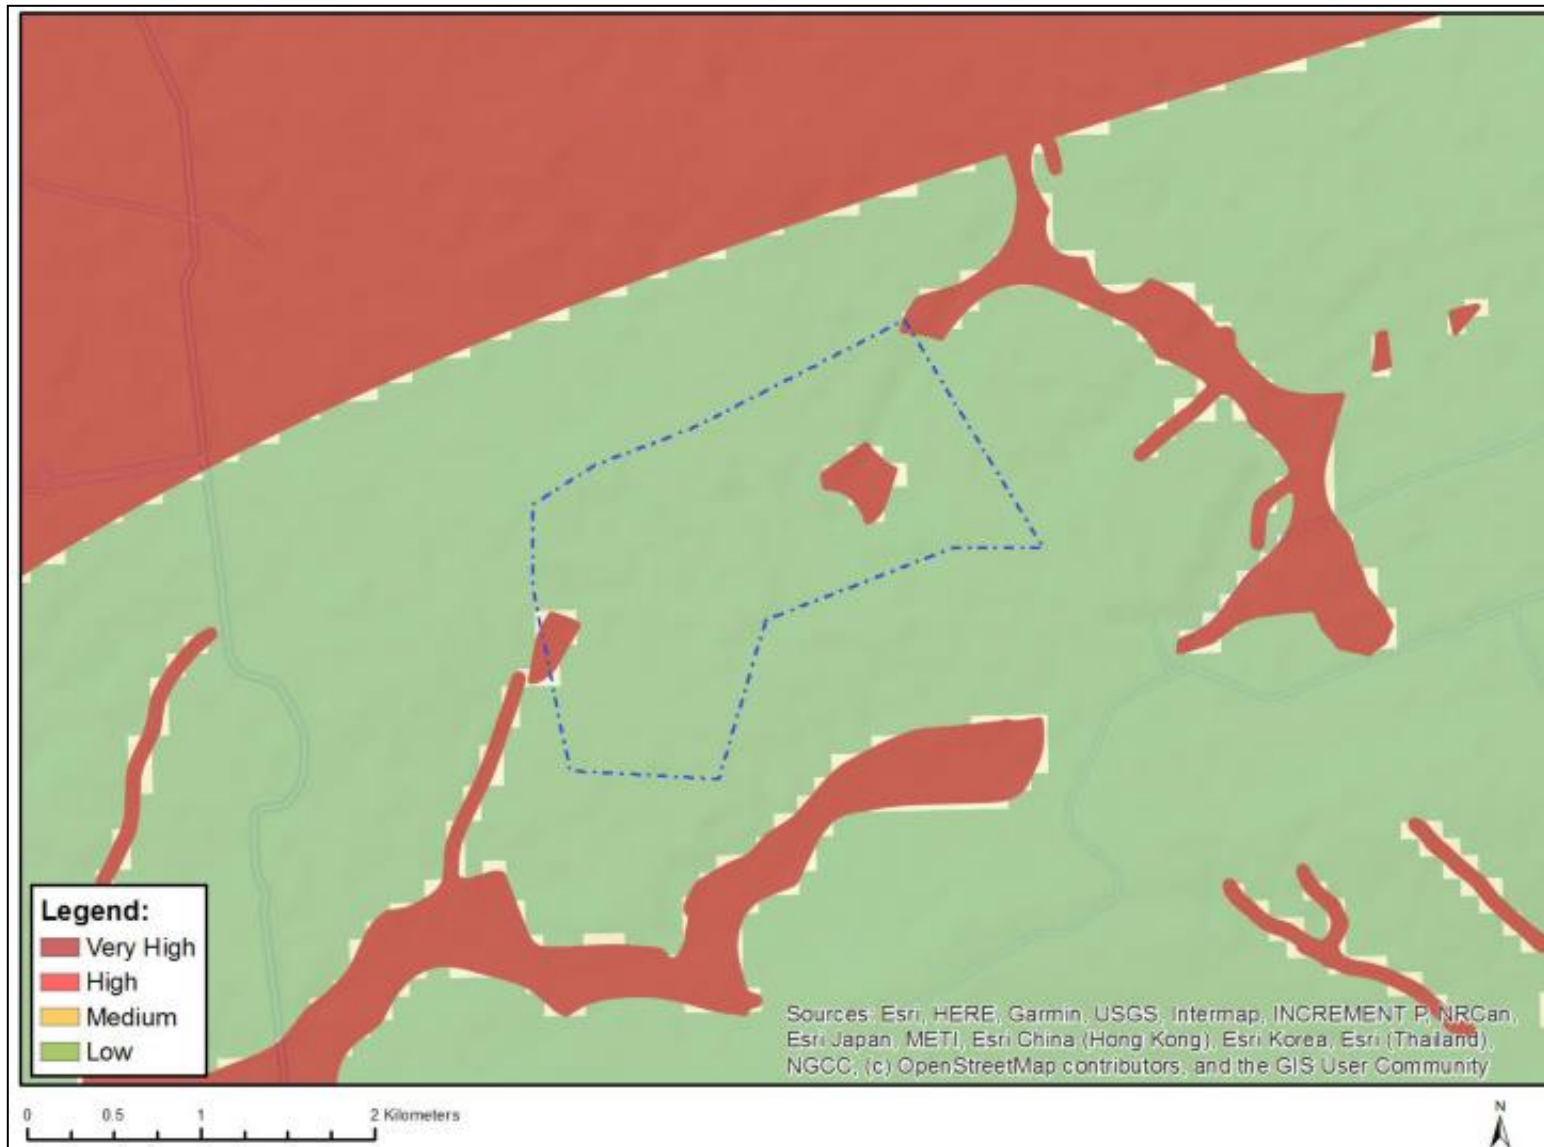 Legend:
Very High
High
Medium
Low
Sources: Esri, HERE, Garmin, USGS, Intermap, INCREMENT P, NRCan,
Esri Japan, METI, Esri China (Hong Kong), Esri Korea, Esri (Thailand),
NGCC, (c) OpenStreetMap contributors, and the GIS User Community
0 0.5 1 2 Kilometers
N